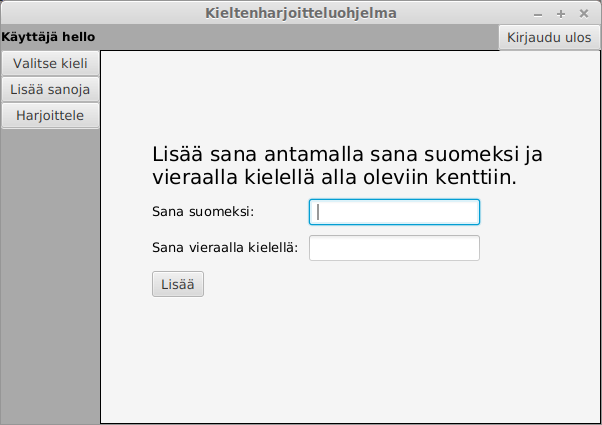 Kieltenharjoitteluohjelma
Käyttäjä hello
Kirjaudu ulos
Valitse kieli
Lisää sanoja
Harjoittele
Lisää sana antamalla sana suomeksi ja
vieraalla kielellä alla oleviin kenttiin.
Sana suomeksi:
Sana vieraalla kielellä:
Lisää